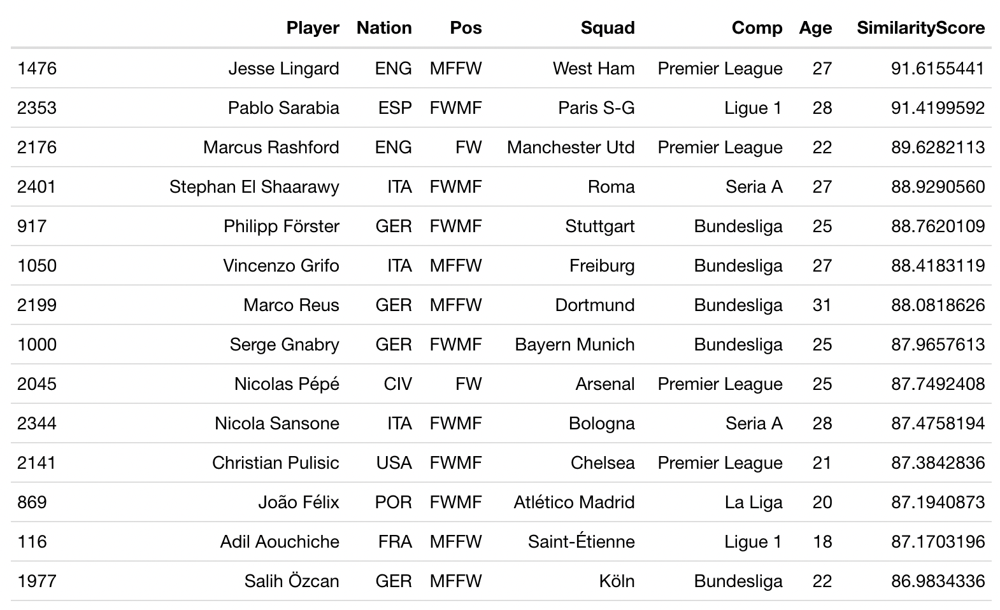 Player Nation Pos Squad Comp Age SimilarityScore
1476 Jesse Lingard ENG MFFW West Ham Premier League 27 91.6155441
2353 Pablo Sarabia ESP FWMF Paris S-G Ligue 1 28 91.4199592
2176 Marcus Rashford ENG FW Manchester Utd Premier League 22 89.6282113
2401 Stephan El Shaarawy ITA FWMF Roma Seria A 27 88.9290560
917 Philipp Förster GER FWMF Stuttgart Bundesliga 25 88.7620109
1050 Vincenzo Grifo ITA MFFW Freiburg Bundesliga 27 88.4183119
2199 Marco Reus GER MFFW Dortmund Bundesliga 31 88.0818626
1000 Serge Gnabry GER FWMF Bayern Munich Bundesliga 25 87.9657613
2045 Nicolas Pépé CIV FW Arsenal Premier League 25 87.7492408
2344 Nicola Sansone ITA FWMF Bologna Seria A 28 87.4758194
2141 Christian Pulisic USA FWMF Chelsea Premier League 21 87.3842836
869 João Félix POR FWMF Atlético Madrid La Liga 20 87.1940873
116 Adil Aouchiche FRA MFFW Saint-Étienne Ligue 1 18 87.1703196
1977 Salih Özcan GER MFFW Köln Bundesliga 22 86.9834336